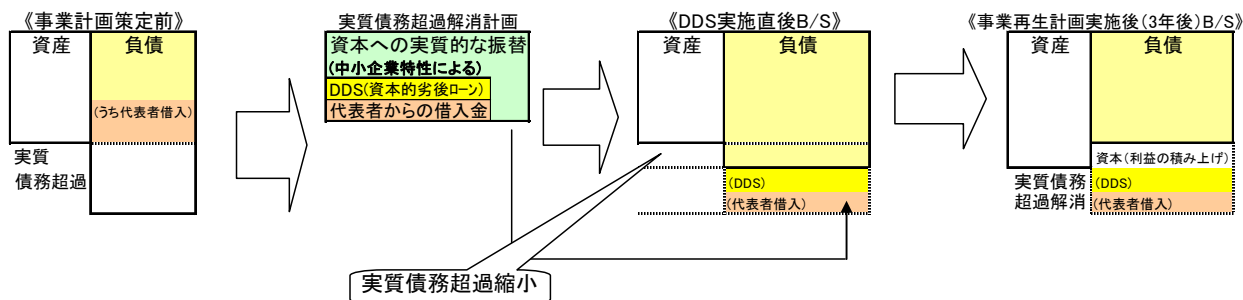 《事業計画策定前》
資産
負債
(うち代表者借入)
実質
債務超過
実質債務超過解消計画
資本への実質的な振替
(中小企業特性による)
DDS(資本的劣後ローン)
代表者からの借入金
《DDS実施直後B/S》
資産
負債
(DDS)
(代表者借入)
実質債務超過縮小
《事業再生計画実施後(3年後)B/S》
資産
負債
資本(利益の積み上げ)
実質債務
超過解消
(DDS)
(代表者借入)